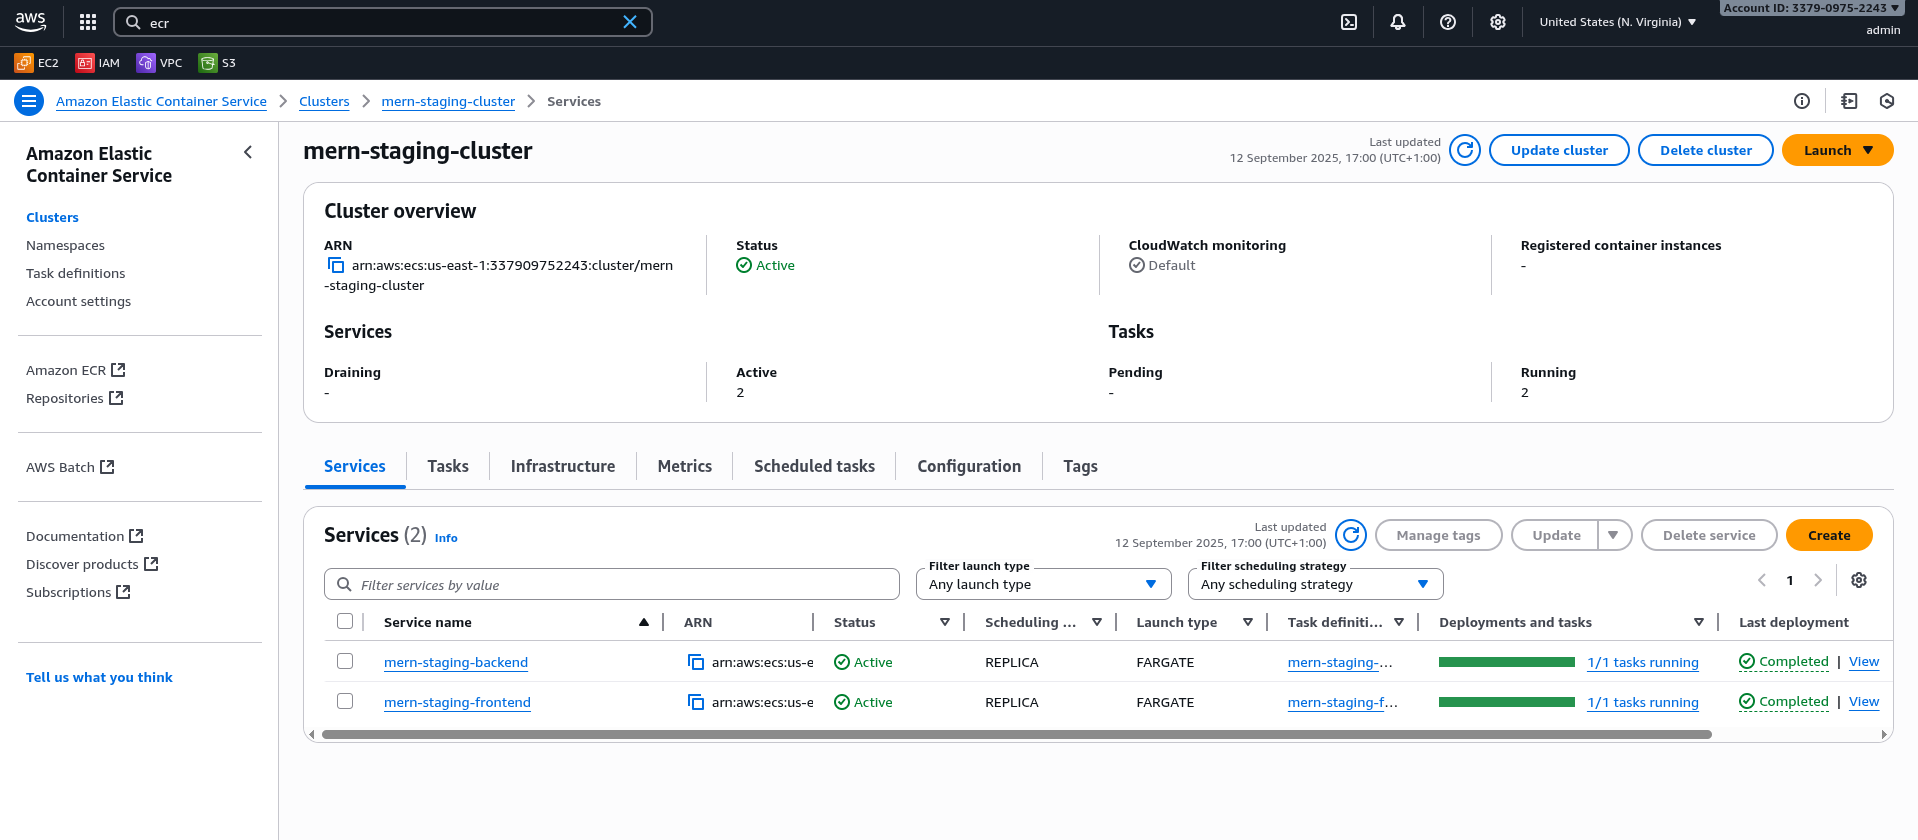 aws
ecr
United States (N. Virginia)
Account ID: 3379-0975-2243
admin
EC2
IAM
VPC
S3
Amazon Elastic Container Service
Clusters
mern-staging-cluster
Services
Amazon Elastic
Container Service
Clusters
Namespaces
Task definitions
Account settings
Amazon ECR
Repositories
AWS Batch
Documentation
Discover products
Subscriptions
Tell us what you think
mern-staging-cluster
Last updated
12 September 2025, 17:00 (UTC+1:00)
Update cluster
Delete cluster
Launch
Cluster overview
ARN
arn:aws:ecs:us-east-1:337909752243:cluster/mern
-staging-cluster
Status
Active
CloudWatch monitoring
Default
Registered container instances
-
Services
Tasks
Draining
-
Active
2
Pending
-
Running
2
Services
Tasks
Infrastructure
Metrics
Scheduled tasks
Configuration
Tags
Services (2) Info
Last updated
12 September 2025, 17:00 (UTC+1:00)
Manage tags
Update
Delete service
Create
Filter services by value
Filter launch type
Any launch type
Filter scheduling strategy
Any scheduling strategy
1
Service name
ARN
Status
Scheduling ...
Launch type
Task definiti...
Deployments and tasks
Last deployment
mern-staging-backend
arn:aws:ecs:us-e
Active
REPLICA
FARGATE
mern-staging-...
1/1 tasks running
Completed | View
mern-staging-frontend
arn:aws:ecs:us-e
Active
REPLICA
FARGATE
mern-staging-f...
1/1 tasks running
Completed | View